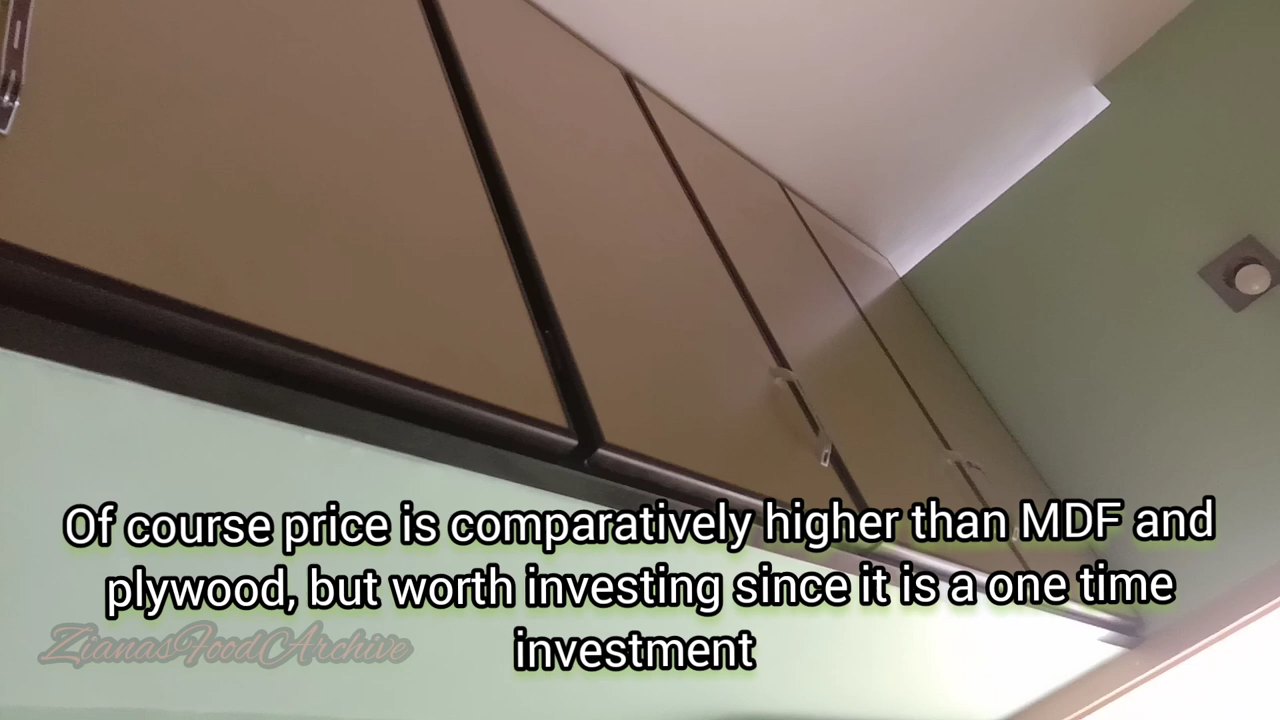 Of course price is comparatively higher than MDF and
plywood, but worth investing since it is a one time
investment
ZianasFoodArchive